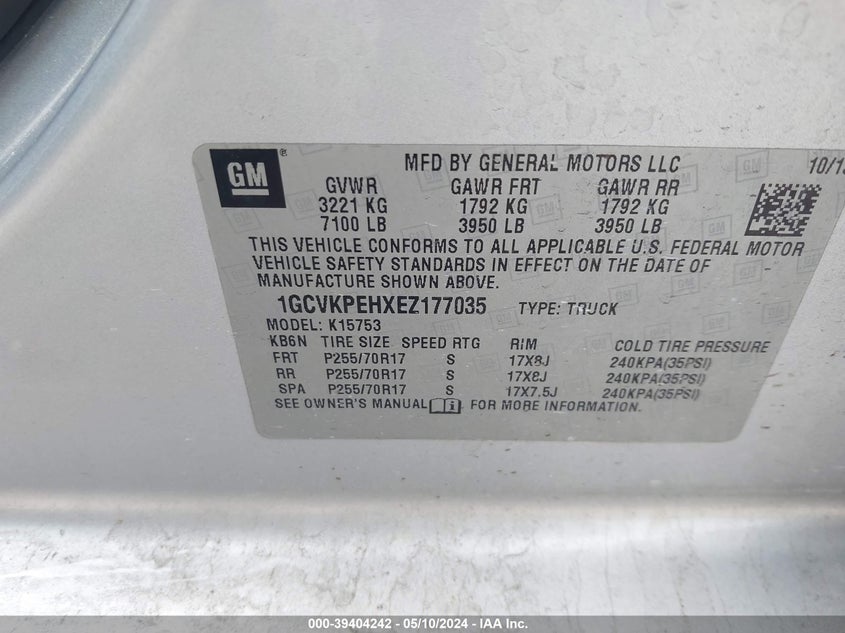 GM ®
MFD BY GENERAL MOTORS LLC 10/13
GVWR GAWR FRT GAWR RR
3221 KG 1792 KG 1792 KG
7100 LB 3950 LB 3950 LB
THIS VEHICLE CONFORMS TO ALL APPLICABLE U.S. FEDERAL MOTOR
VEHICLE SAFETY STANDARDS IN EFFECT ON THE DATE OF
MANUFACTURE SHOWN ABOVE.
1GCVKPEHXEZ177035 TYPE: TRUCK
MODEL: K15753
KB6N TIRE SIZE SPEED RTG RIM COLD TIRE PRESSURE
FRT P255/70R17 S 17X8J 240KPA(35PSI)
RR P255/70R17 S 17X8J 240KPA(35PSI)
SPA P255/70R17 S 17X7.5J 240KPA(35PSI)
SEE OWNER'S MANUAL FOR MORE INFORMATION.
000-39404242 - 05/10/2024 - IAA Inc.